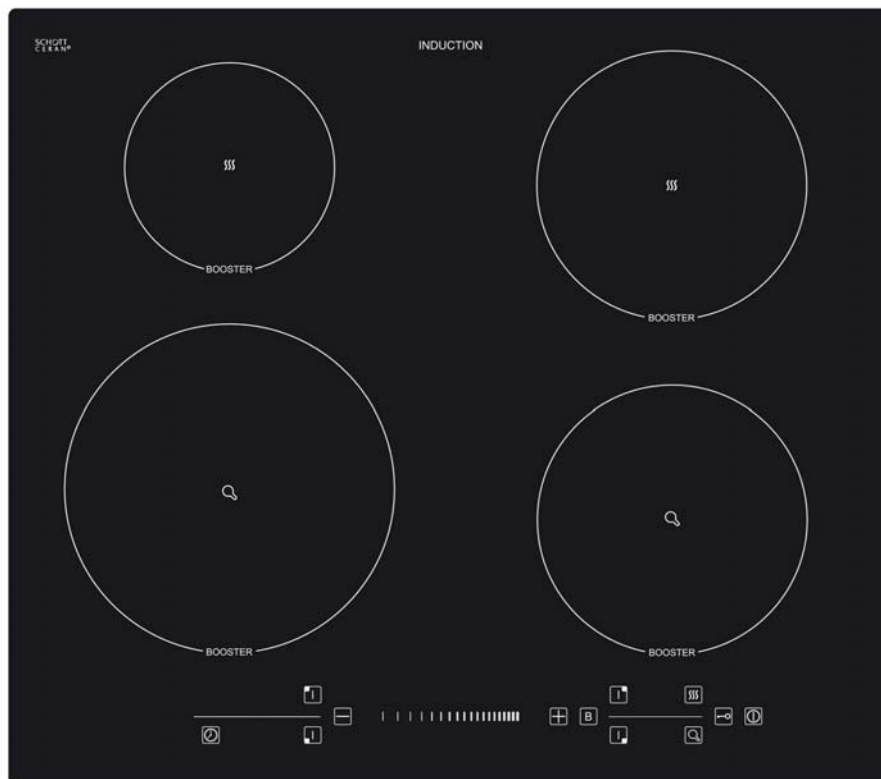 SCHOTT
CERAN®
INDUCTION
BOOSTER
BOOSTER
BOOSTER
BOOSTER
I
I
B
I
I